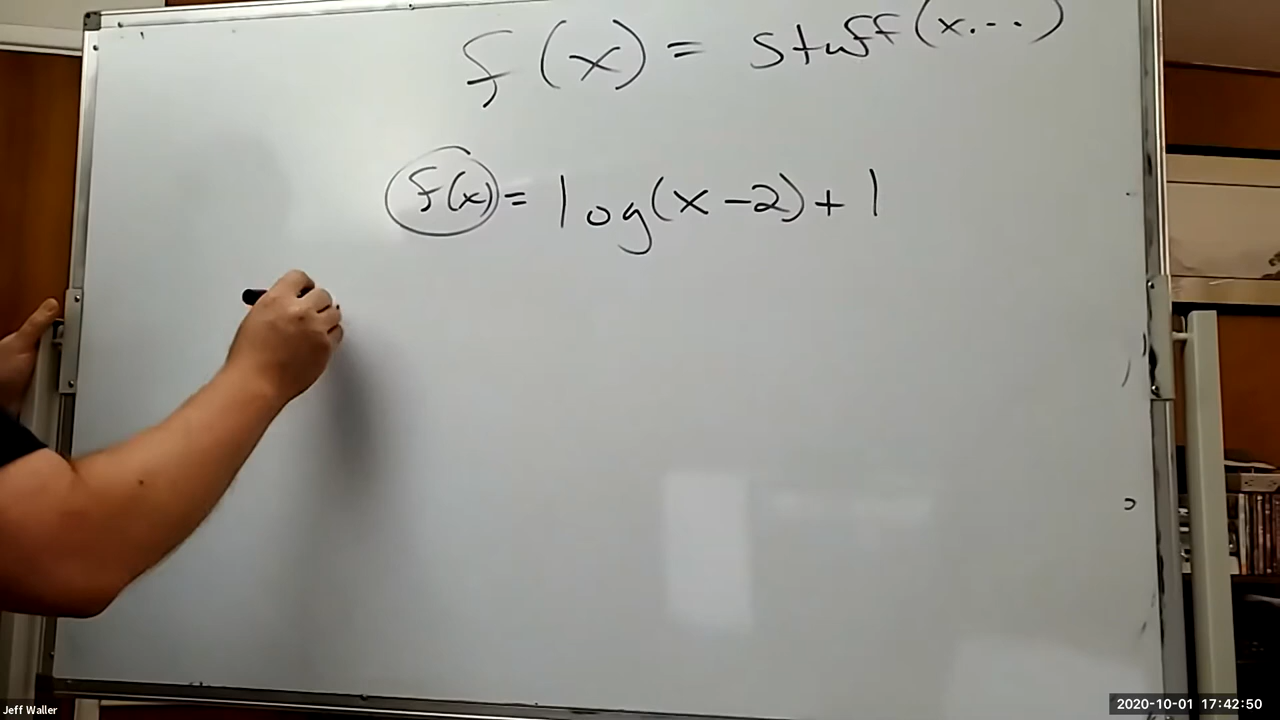 f(x) = stuff(x...)
f(x) = log(x-2)+1
Jeff Waller
2020-10-01 17:42:50